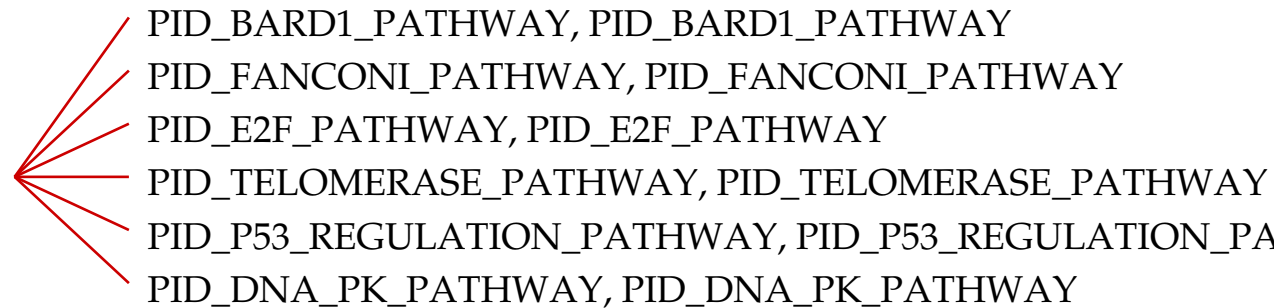 PID_BARD1_PATHWAY, PID_BARD1_PATHWAY
PID_FANCONI_PATHWAY, PID_FANCONI_PATHWAY
PID_E2F_PATHWAY, PID_E2F_PATHWAY
PID_TELOMERASE_PATHWAY, PID_TELOMERASE_PATHWAY
PID_P53_REGULATION_PATHWAY, PID_P53_REGULATION_PA
PID_DNA_PK_PATHWAY, PID_DNA_PK_PATHWAY